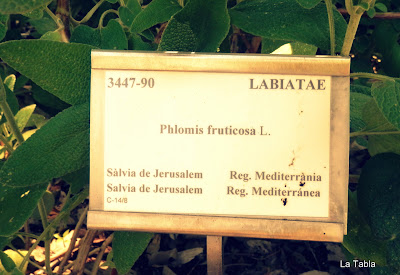 3447-90 LABIATAE
Phlomis fruticosa L.
Sàlvia de Jerusalem Reg. Mediterrània
Salvia de Jerusalem Reg. Mediterránea
C-14/8
La Tabla